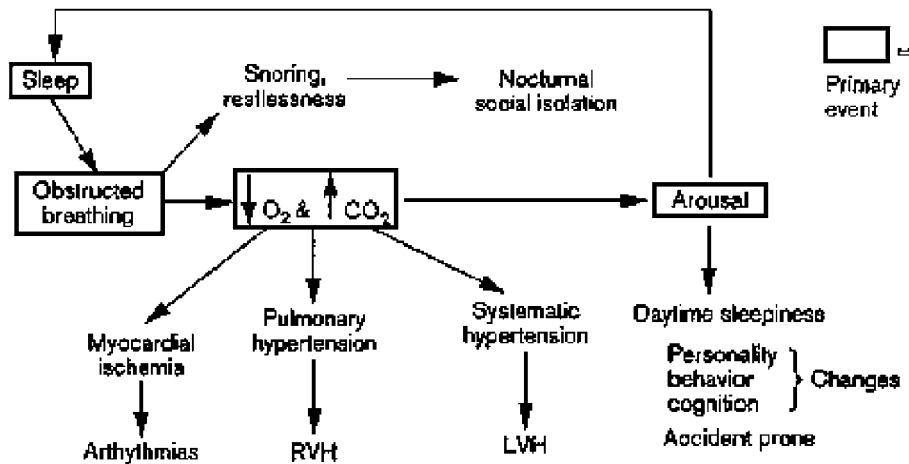 Sleep
Snoring,
restlessness
Nocturnal
social isolation
Primary
event
Obstructed
breathing
O₂ & CO₂
Arousal
Myocardial
ischemia
Pulmonary
hypertension
Systematic
hypertension
Daytime sleepiness
Personality
behavior
cognition
Changes
Accident prone
Arthythmias
RVHt
LVH